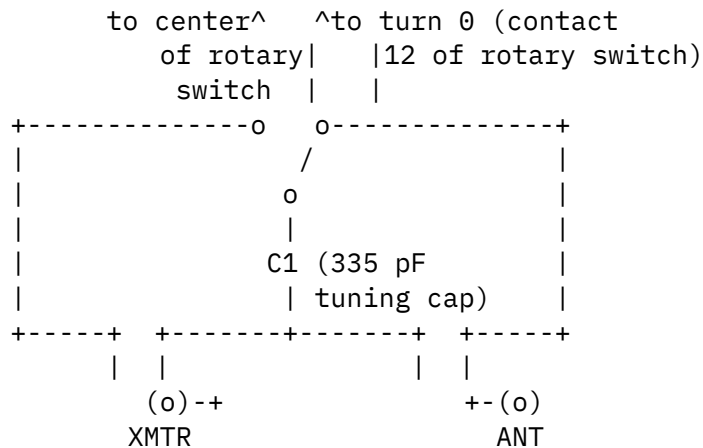 to center^   ^to turn 0 (contact
of rotary|   |12 of rotary switch)
switch  |   |
+--------------o   o--------------+
|                 /               |
|                o                |
|                |                |
|               C1 (335 pF        |
|                | tuning cap)    |
+-----+  +-------+-------+  +-----+
|  |               |  |
(o)-+               +-(o)
XMTR                   ANT